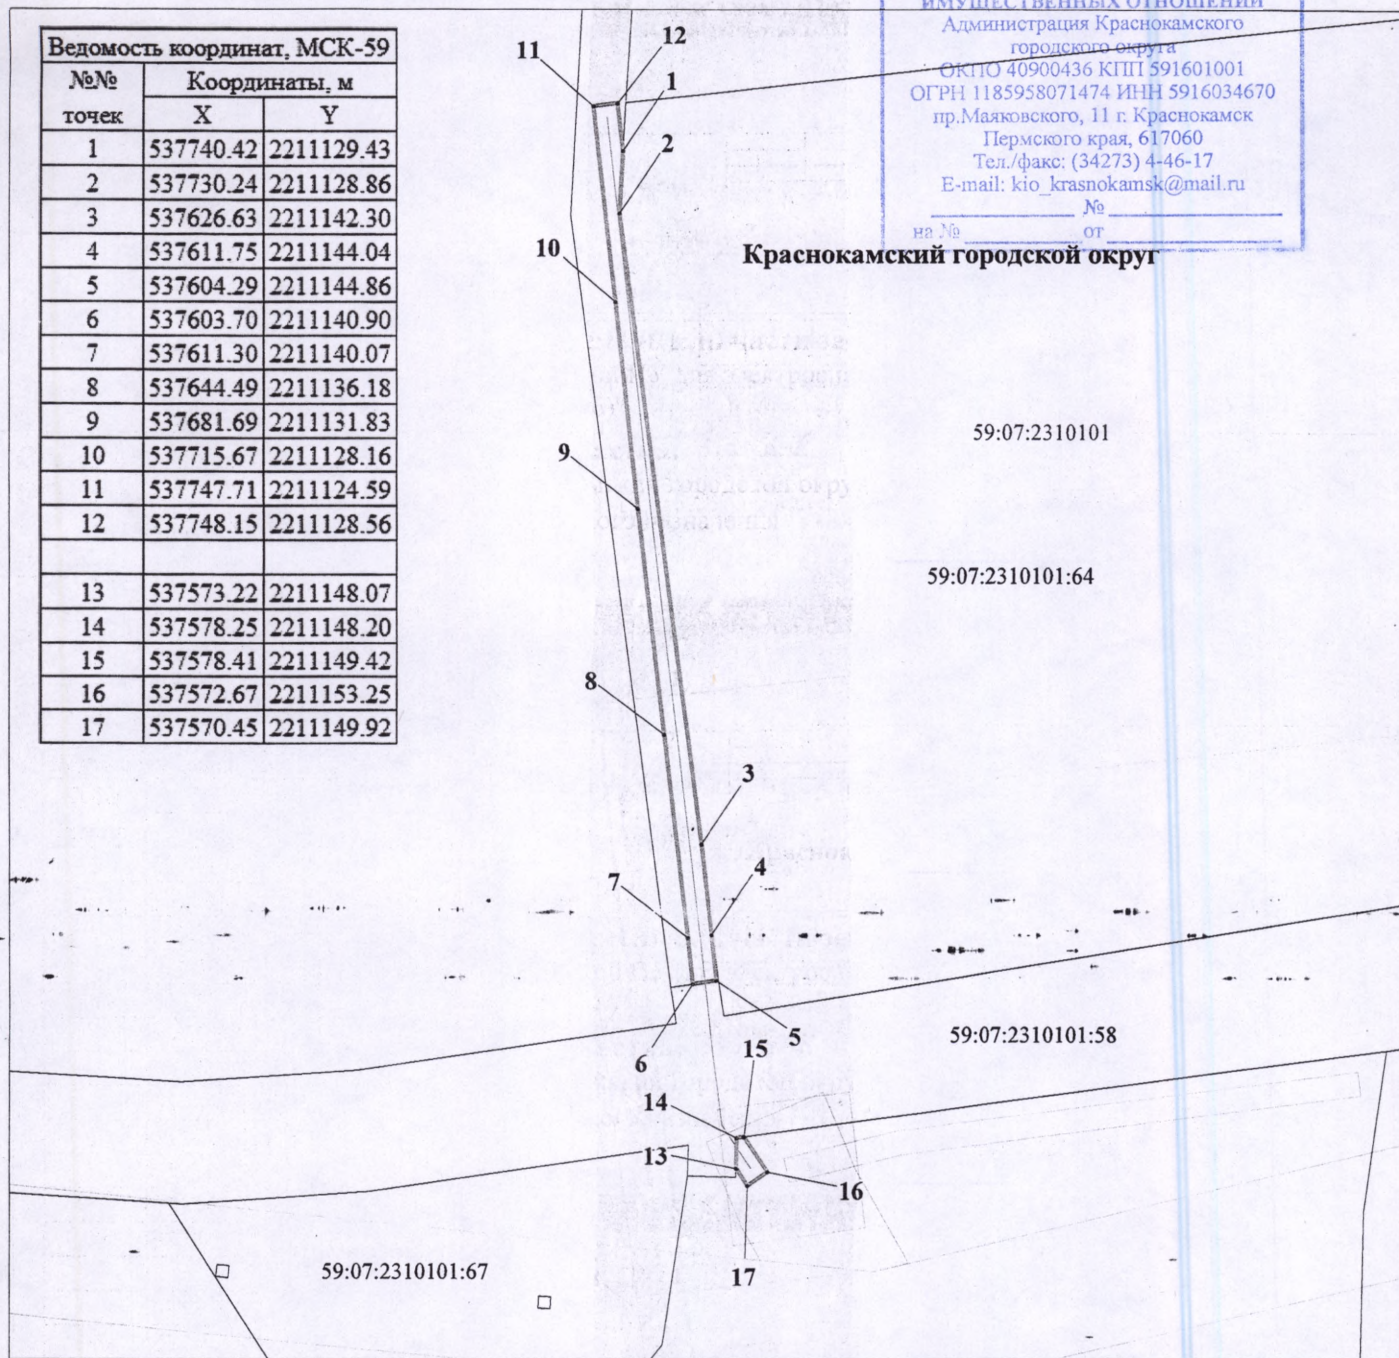 Ведомость координат, МСК-59
№№ точек Координаты, м
X Y
1 537740.42 2211129.43
2 537730.24 2211128.86
3 537626.63 2211142.30
4 537611.75 2211144.04
5 537604.29 2211144.86
6 537603.70 2211140.90
7 537611.30 2211140.07
8 537644.49 2211136.18
9 537681.69 2211131.83
10 537715.67 2211128.16
11 537747.71 2211124.59
12 537748.15 2211128.56
13 537573.22 2211148.07
14 537578.25 2211148.20
15 537578.41 2211149.42
16 537572.67 2211153.25
17 537570.45 2211149.92
ИМУЩЕСТВЕННЫХ ОТНОШЕНИЙ
Администрация Краснокамского
городского округа
ОКПО 40900436 КПП 591601001
ОГРН 1185958071474 ИНН 5916034670
пр.Маяковского, 11 г. Краснокамск
Пермского края, 617060
Тел./факс: (34273) 4-46-17
E-mail: kio_krasnokamsk@mail.ru
№
на № от
Краснокамский городской округ
11
12
1
2
10
59:07:2310101
9
59:07:2310101:64
8
3
4
7
5
59:07:2310101:58
15
6
14
13
16
59:07:2310101:67
17